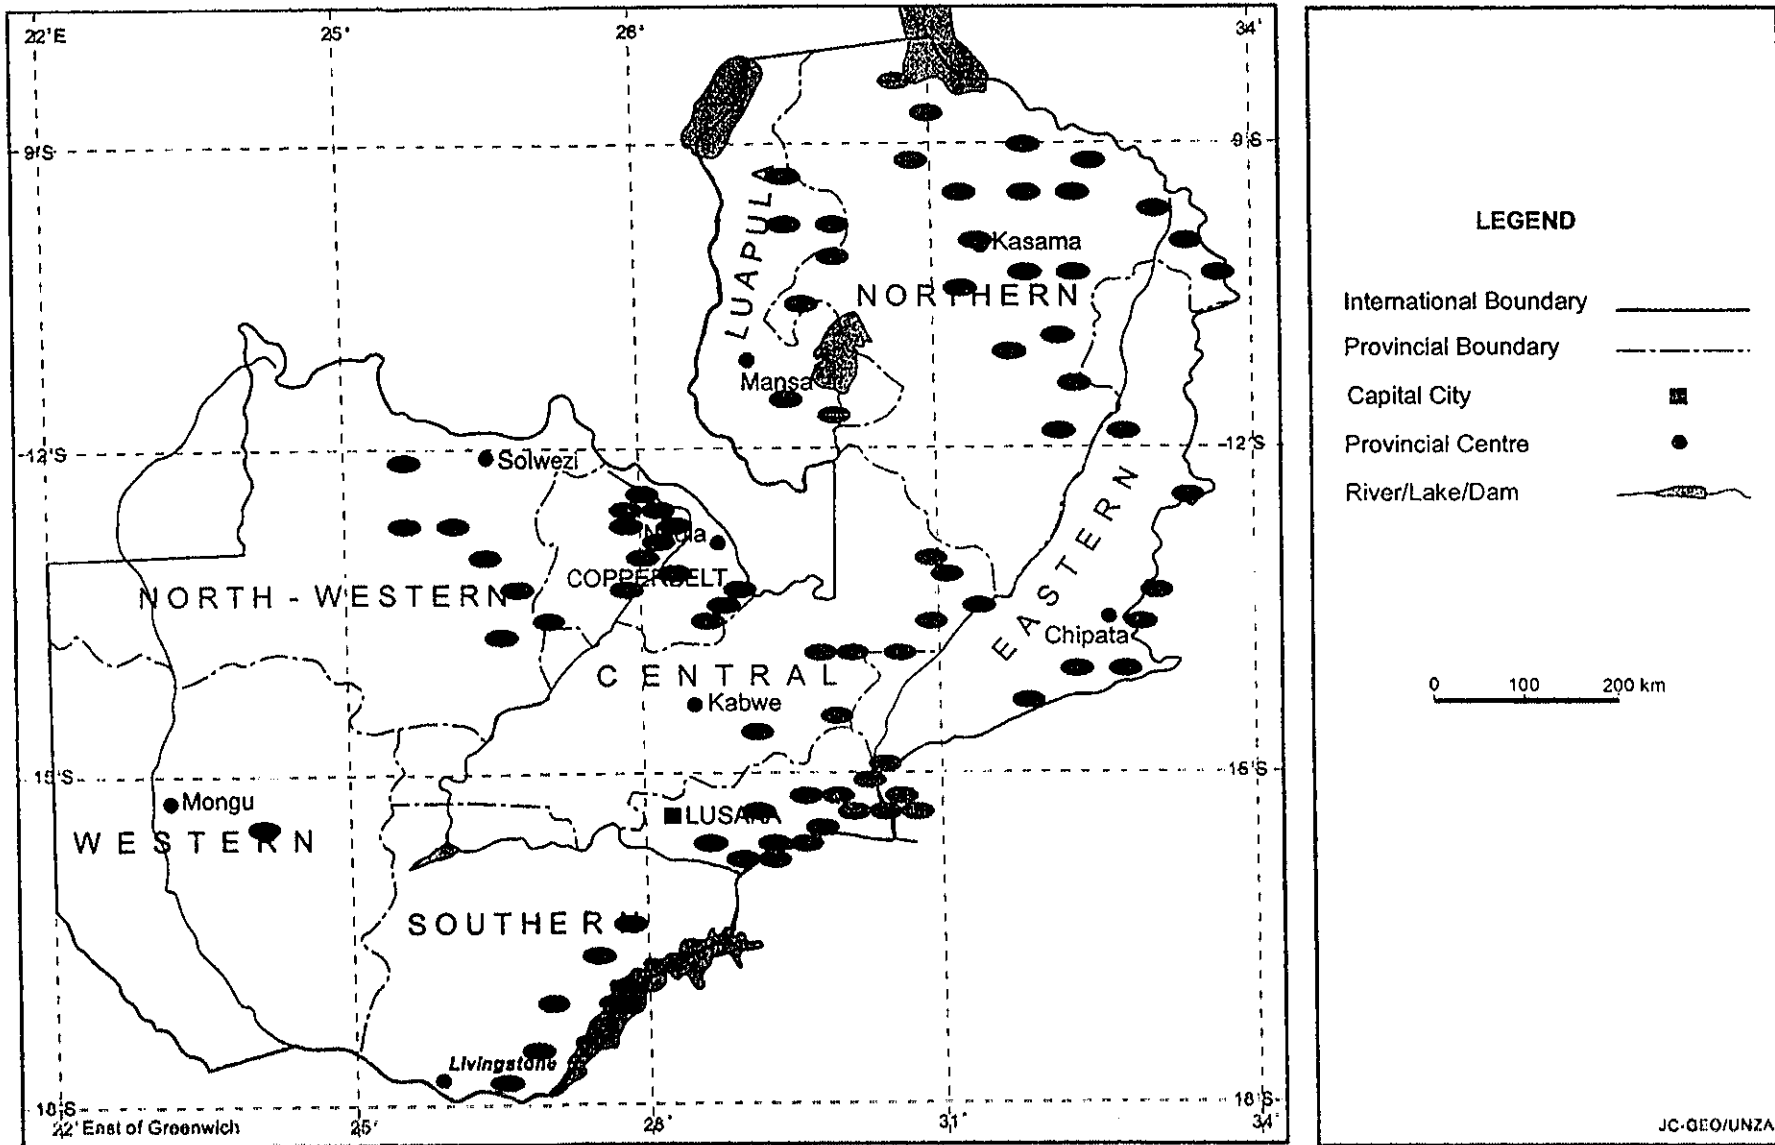 22°E 25° 26° 34°
9°S 9°S
LUAPULA
Kasama
NORTHERN
Mansa
12°S 12°S
Solwezi
EASTERN
COPPERBELT
NORTH-WESTERN
Chipata
CENTRAL
Kabwe
15°S 15°S
Mongu
LUSAKA
WESTERN
SOUTHERN
Livingstone
18°S 18°S
22° East of Greenwich 25° 28° 31° 34°
LEGEND
International Boundary
Provincial Boundary
Capital City
Provincial Centre
River/Lake/Dam
0 100 200 km
JC-GEO/UNZA